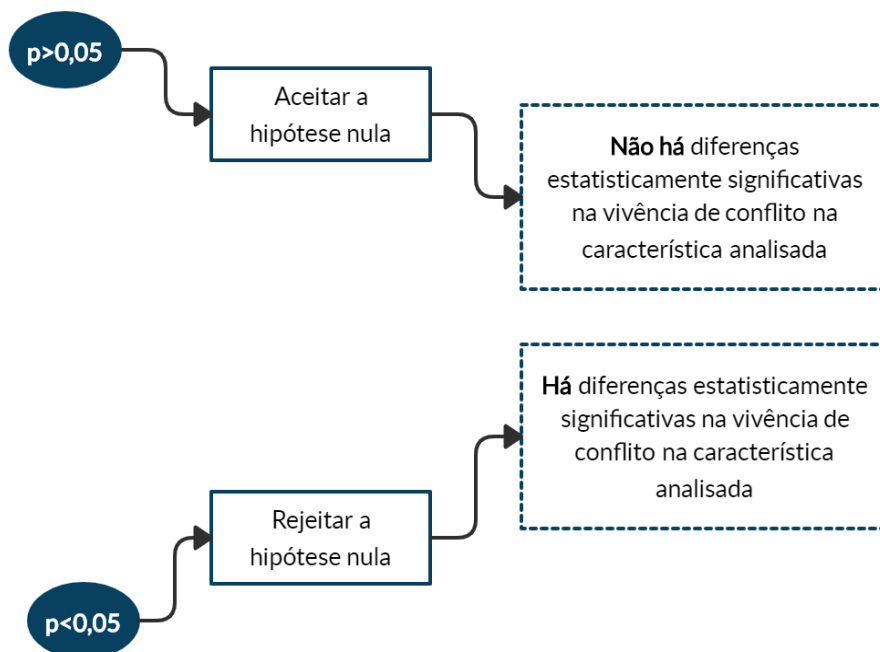 p>0,05
Aceitar a
hipótese nula
Não há diferenças
estatisticamente significativas
na vivência de conflito na
característica analisada
Há diferenças estatisticamente
significativas na vivência de
conflito na característica
analisada
Rejeitar a
hipótese nula
p<0,05